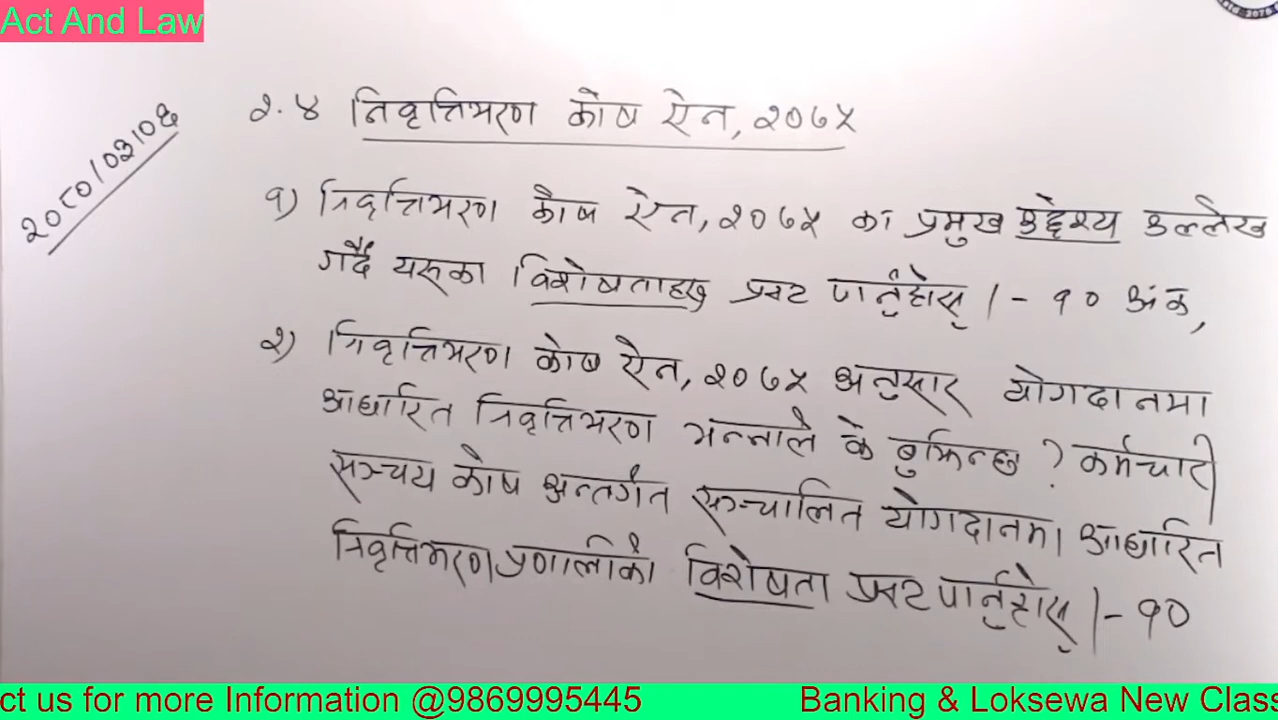 Act And Law
२०८०/०३/०६
२.४ निवृत्तिभरण कोष ऐन, २०७५
१) निवृत्तिभरण कोष ऐन, २०७५ का प्रमुख उद्देश्य उल्लेख
गर्दै यसका विशेषताहरु प्रस्ट पार्नुहोस् ।- १० अंक,
२) निवृत्तिभरण कोष ऐन, २०७५ अनुसार योगदानमा
आधारित निवृत्तिभरण भन्नाले के बुझिन्छ ? कर्मचारी
सञ्चय कोष अन्तर्गत सञ्चालित योगदानमा आधारित
निवृत्तिभरण प्रणालीको विशेषता प्रस्ट पार्नुहोस् ।- १०
ct us for more Information @9869995445 Banking & Loksewa New Class